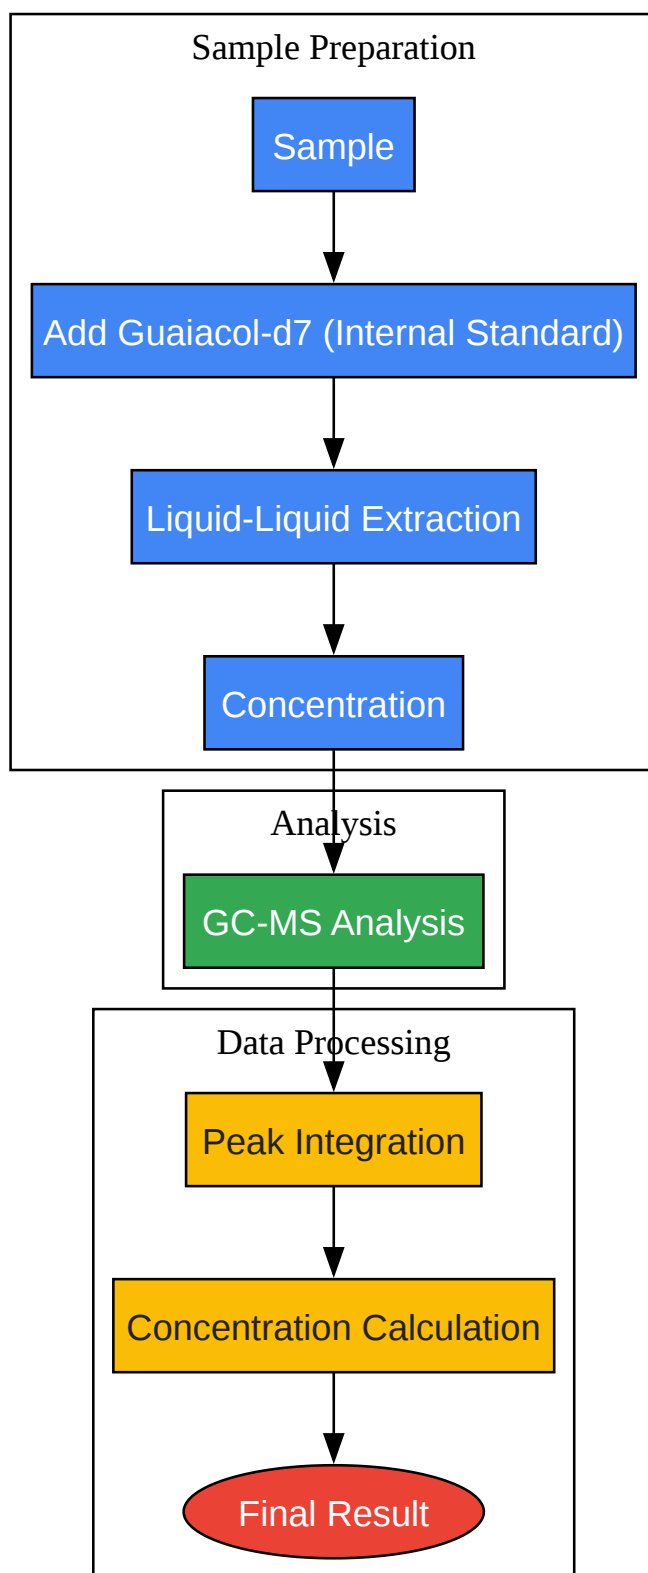 Sample Preparation
Sample
Add Guaiacol-d7 (Internal Standard)
Liquid-Liquid Extraction
Concentration
Analysis
GC-MS Analysis
Data Processing
Peak Integration
Concentration Calculation
Final Result